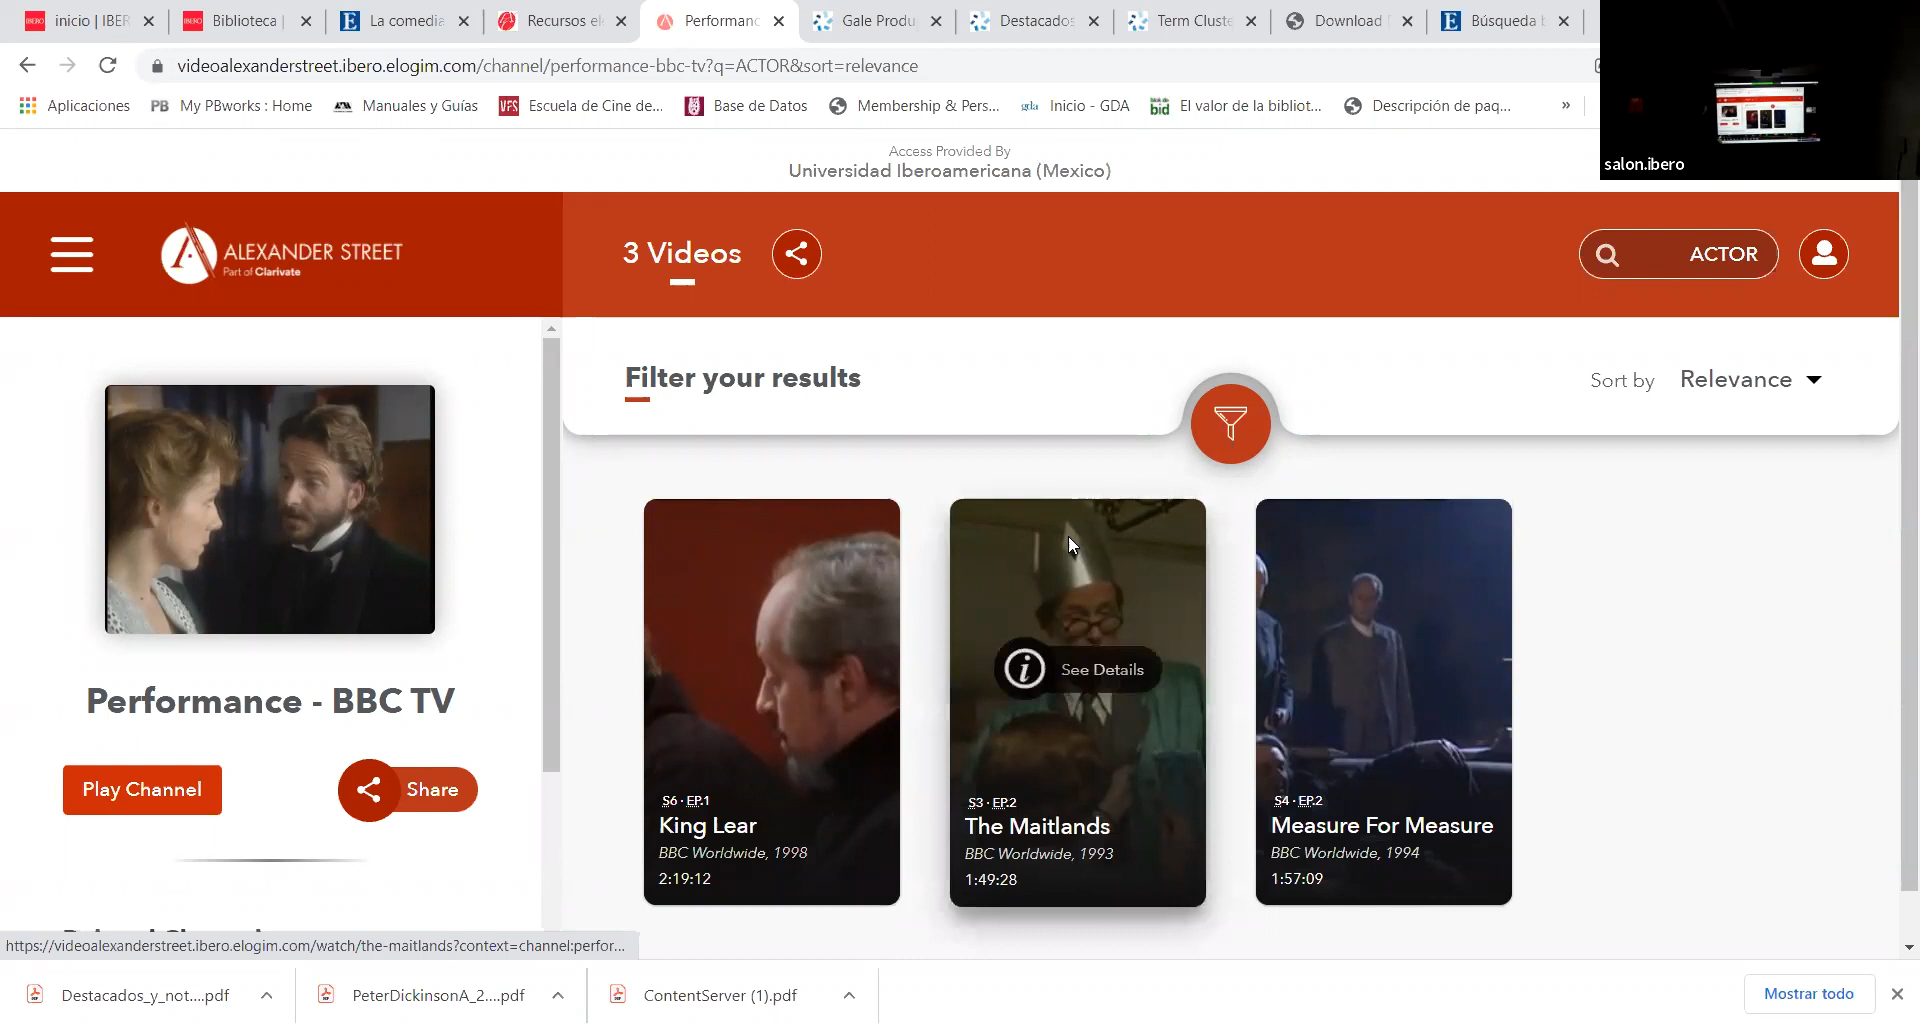 inicio | IBER
Biblioteca |
La comedia
Recursos el
Performanc
Gale Produ
Destacados
Term Cluste
Download
Búsqueda b
videoalexanderstreet.ibero.elogim.com/channel/performance-bbc-tv?q=ACTOR&sort=relevance
Aplicaciones
PB My PBworks : Home
Manuales y Guías
VFS Escuela de Cine de...
Base de Datos
Membership & Pers...
gda Inicio - GDA
bid El valor de la bibliot...
Descripción de paq...
»
salon.ibero
Access Provided By
Universidad Iberoamericana (Mexico)
ALEXANDER STREET
Part of Clarivate
3 Videos
ACTOR
Filter your results
Sort by Relevance
Performance - BBC TV
Play Channel
Share
S6 · EP.1
King Lear
BBC Worldwide, 1998
2:19:12
See Details
S3 · EP.2
The Maitlands
BBC Worldwide, 1993
1:49:28
S4 · EP.2
Measure For Measure
BBC Worldwide, 1994
1:57:09
https://videoalexanderstreet.ibero.elogim.com/watch/the-maitlands?context=channel:perfor...
Destacados_y_not....pdf
PeterDickinsonA_2....pdf
ContentServer (1).pdf
Mostrar todo